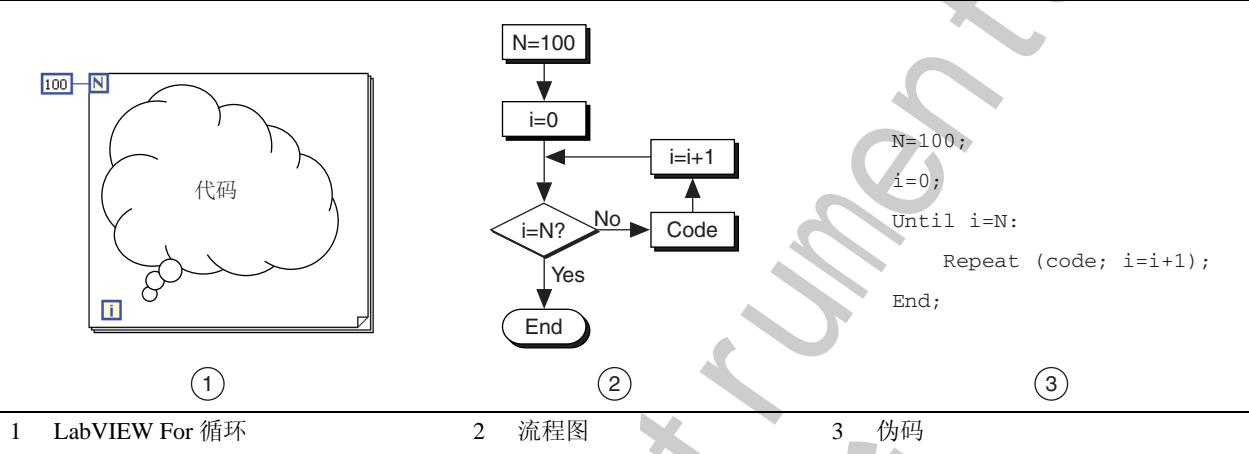 100
N
代码
i
1
N=100
i=0
i=i+1
i=N?
No
Code
Yes
End
2
N=100;
i=0;
Until i=N:
Repeat (code; i=i+1);
End;
3
1 LabVIEW For 循环
2 流程图
3 伪码